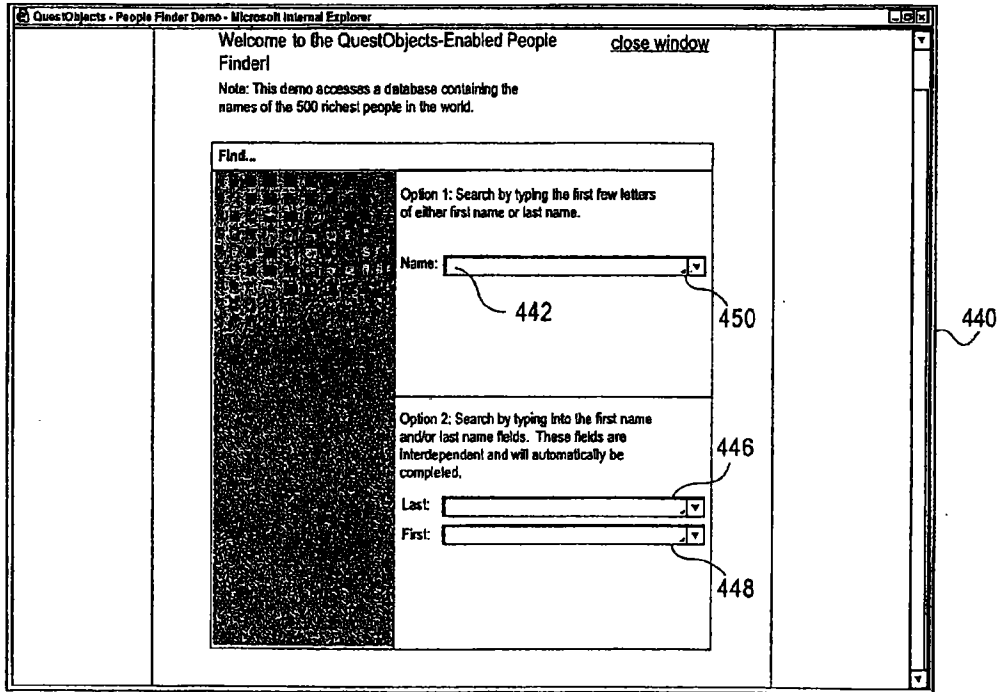 QuestObjects - People Finder Demo - Microsoft Internal Explorer
Welcome to the QuestObjects-Enabled People
Finder!
close window
Note: This demo accesses a database containing the
names of the 500 richest people in the world.
Find...
Option 1: Search by typing the first few letters
of either first name or last name.
Name:
442
450
440
Option 2: Search by typing into the first name
and/or last name fields. These fields are
interdependent and will automatically be
completed.
446
Last:
First:
448